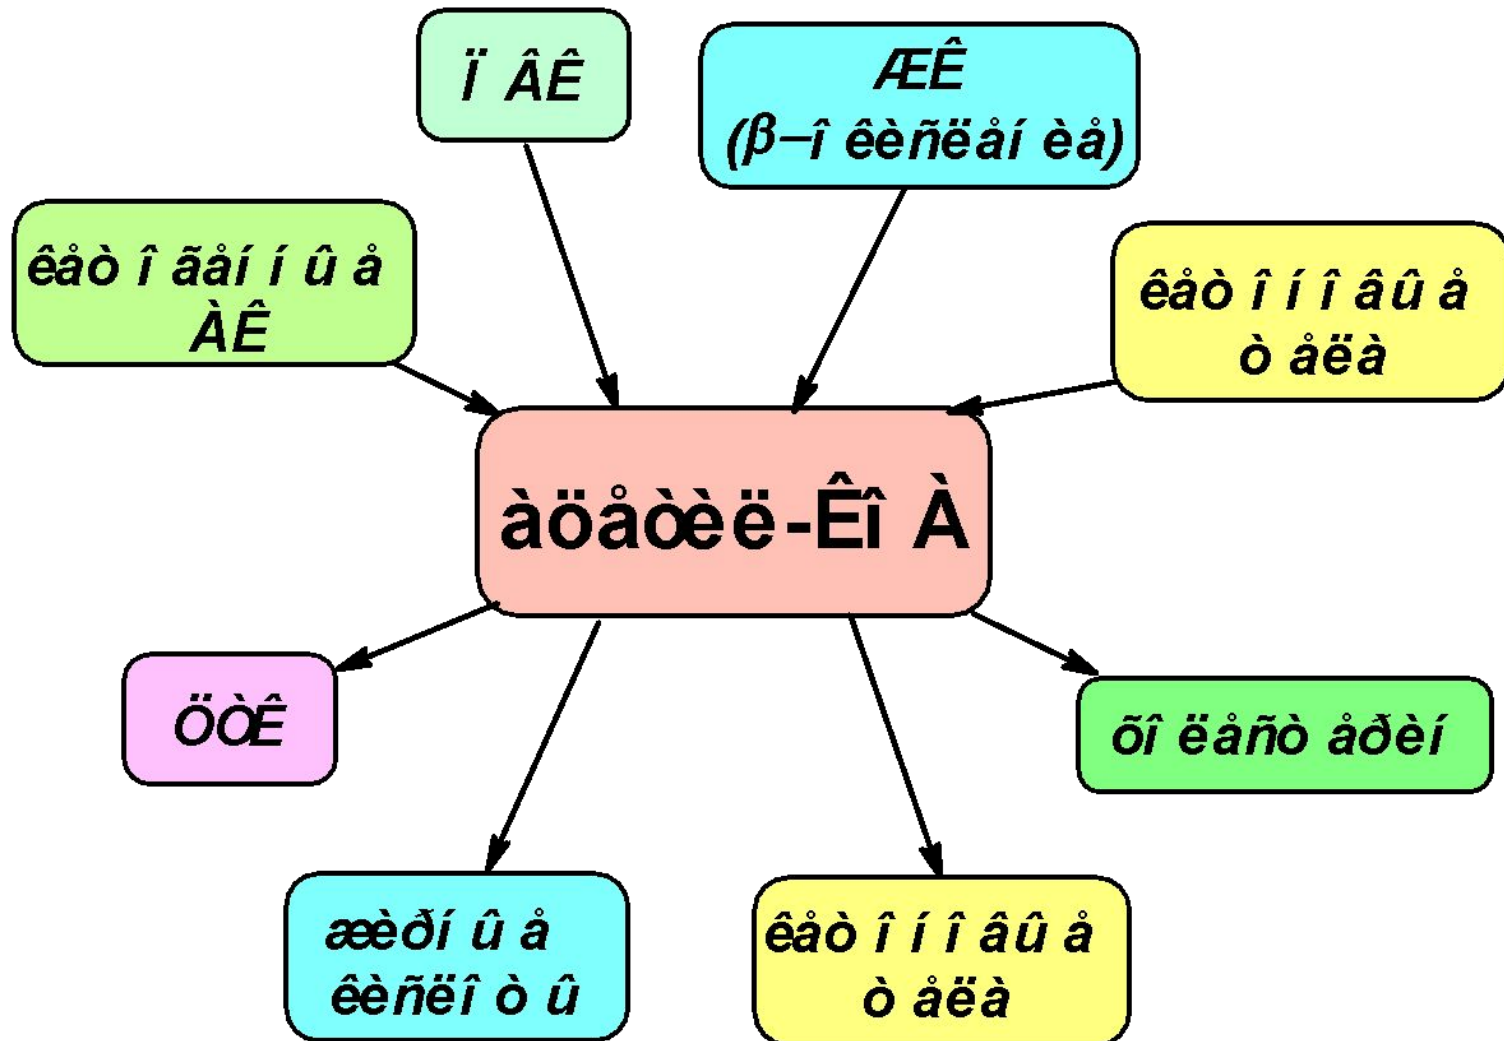 Ï ÂÊ
ÆÊ
(β–î êèñëåí èå)
êåò î ãåí í û å
ÀÊ
êåò î í î âû å
ò åëà
àöåòèë-Êî À
ÖÒÊ
õî ëåñò åðèí
æèðí û å
êèñëî ò û
êåò î í î âû å
ò åëà